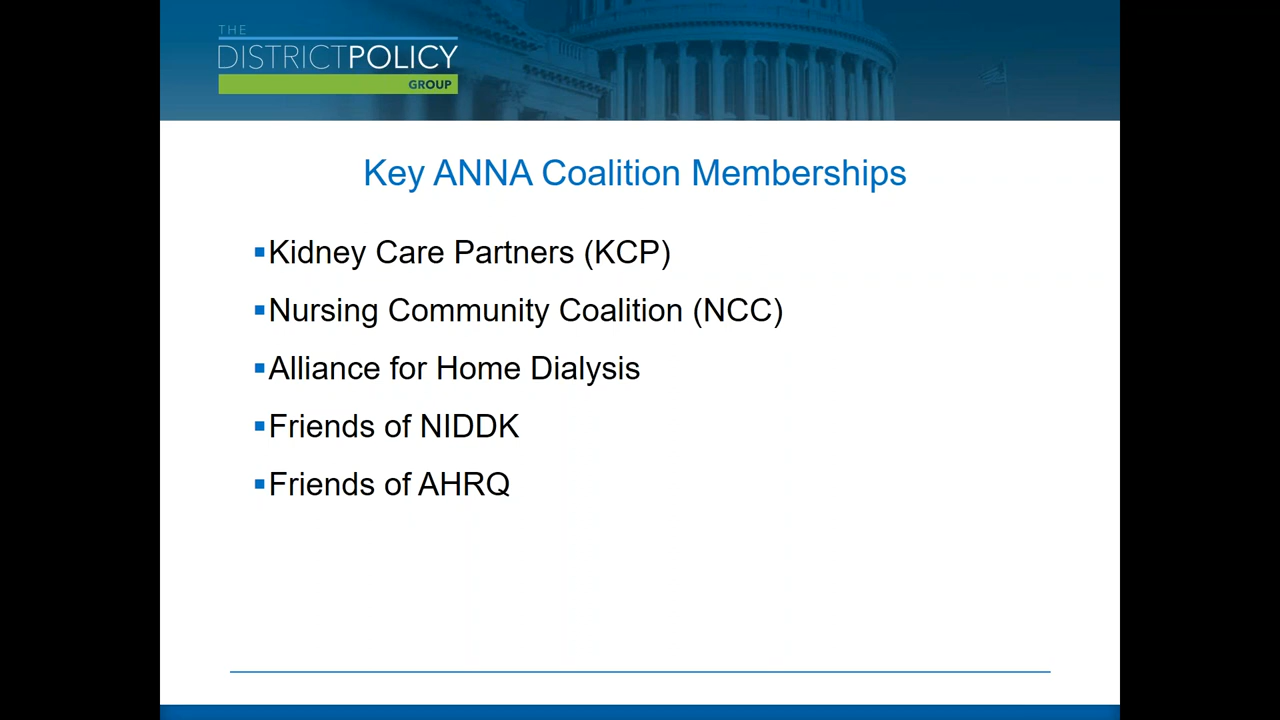 THE
DISTRICTPOLICY
GROUP
Key ANNA Coalition Memberships
▪Kidney Care Partners (KCP)
▪Nursing Community Coalition (NCC)
▪Alliance for Home Dialysis
▪Friends of NIDDK
▪Friends of AHRQ